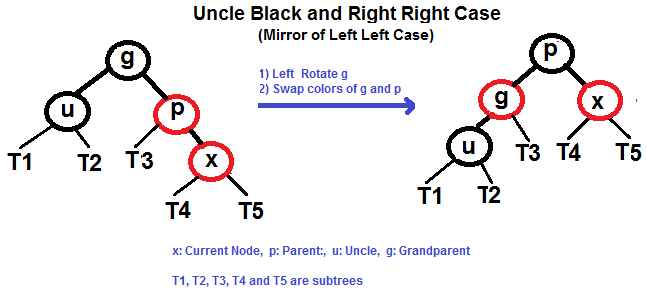 Uncle Black and Right Right Case
(Mirror of Left Left Case)
g
u
p
T1
T2
T3
x
T4
T5
1) Left Rotate g
2) Swap colors of g and p
p
g
x
u
T3
T4
T5
T1
T2
x: Current Node, p: Parent:, u: Uncle, g: Grandparent
T1, T2, T3, T4 and T5 are subtrees